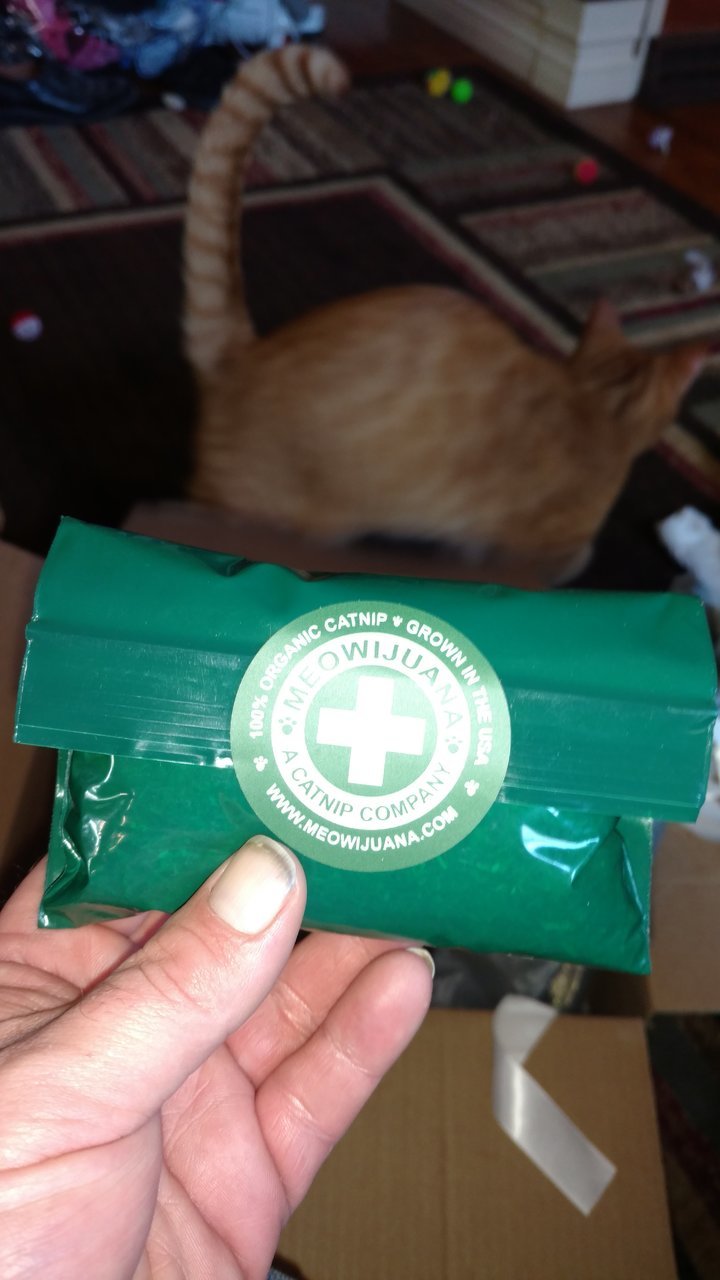 100% ORGANIC CATNIP GROWN IN THE USA
MEOWIJUANA
A CATNIP COMPANY
WWW.MEOWIJUANA.COM